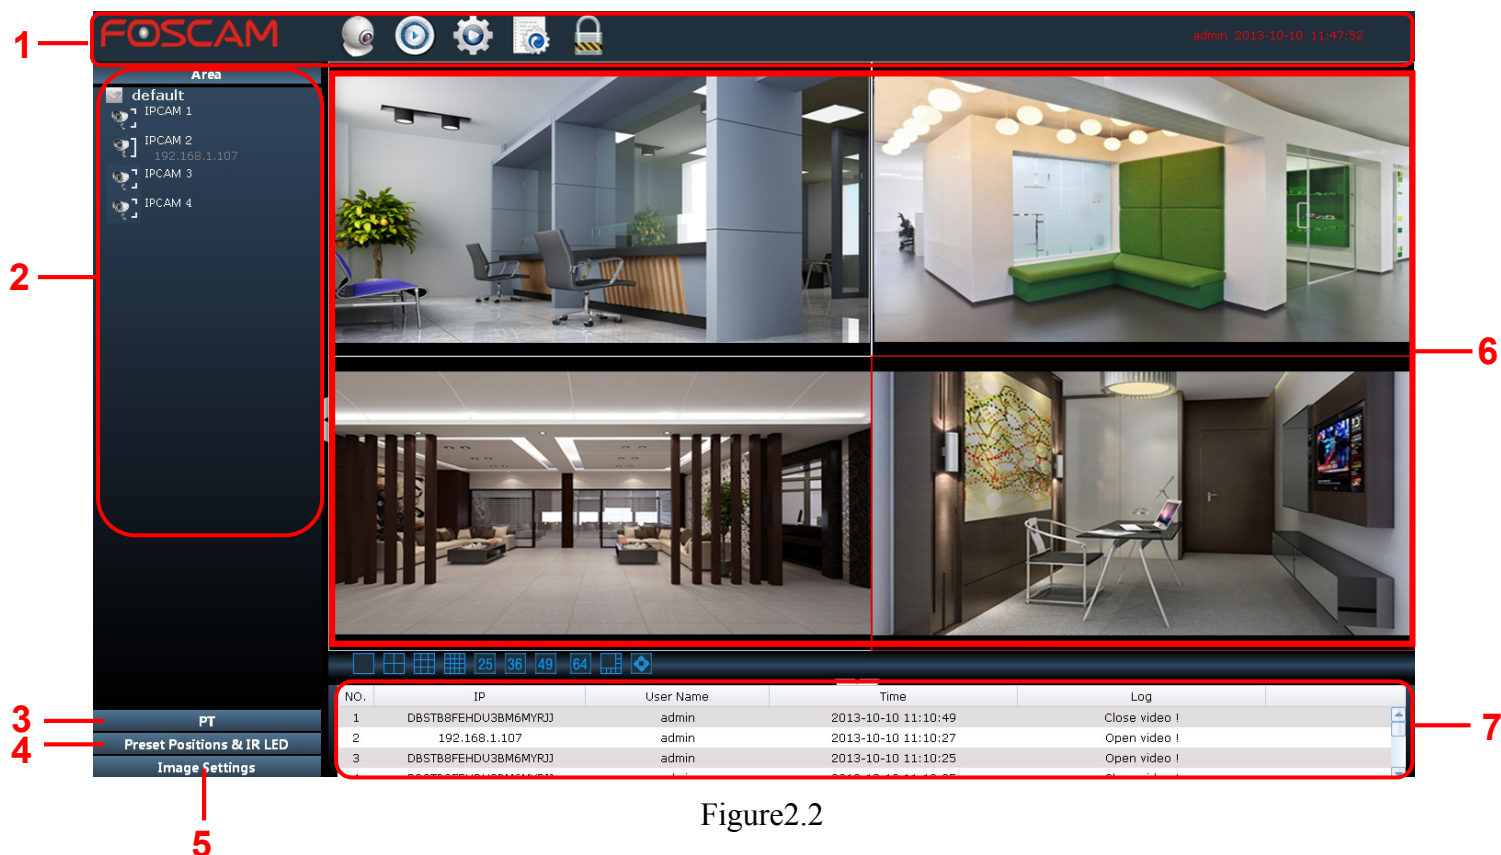 FOSCAM
admin 2013-10-10 11:47:52
1
Area
default
IPCAM 1
IPCAM 2
192.168.1.107
IPCAM 3
IPCAM 4
2
6
25 36 49 64
NO. IP User Name Time Log
1 DBSTB8FEHDU3BM6MYRJJ admin 2013-10-10 11:10:49 Close video !
2 192.168.1.107 admin 2013-10-10 11:10:27 Open video !
3 DBSTB8FEHDU3BM6MYRJJ admin 2013-10-10 11:10:25 Open video !
7
3
PT
4
Preset Positions & IR LED
Image Settings
5
Figure2.2